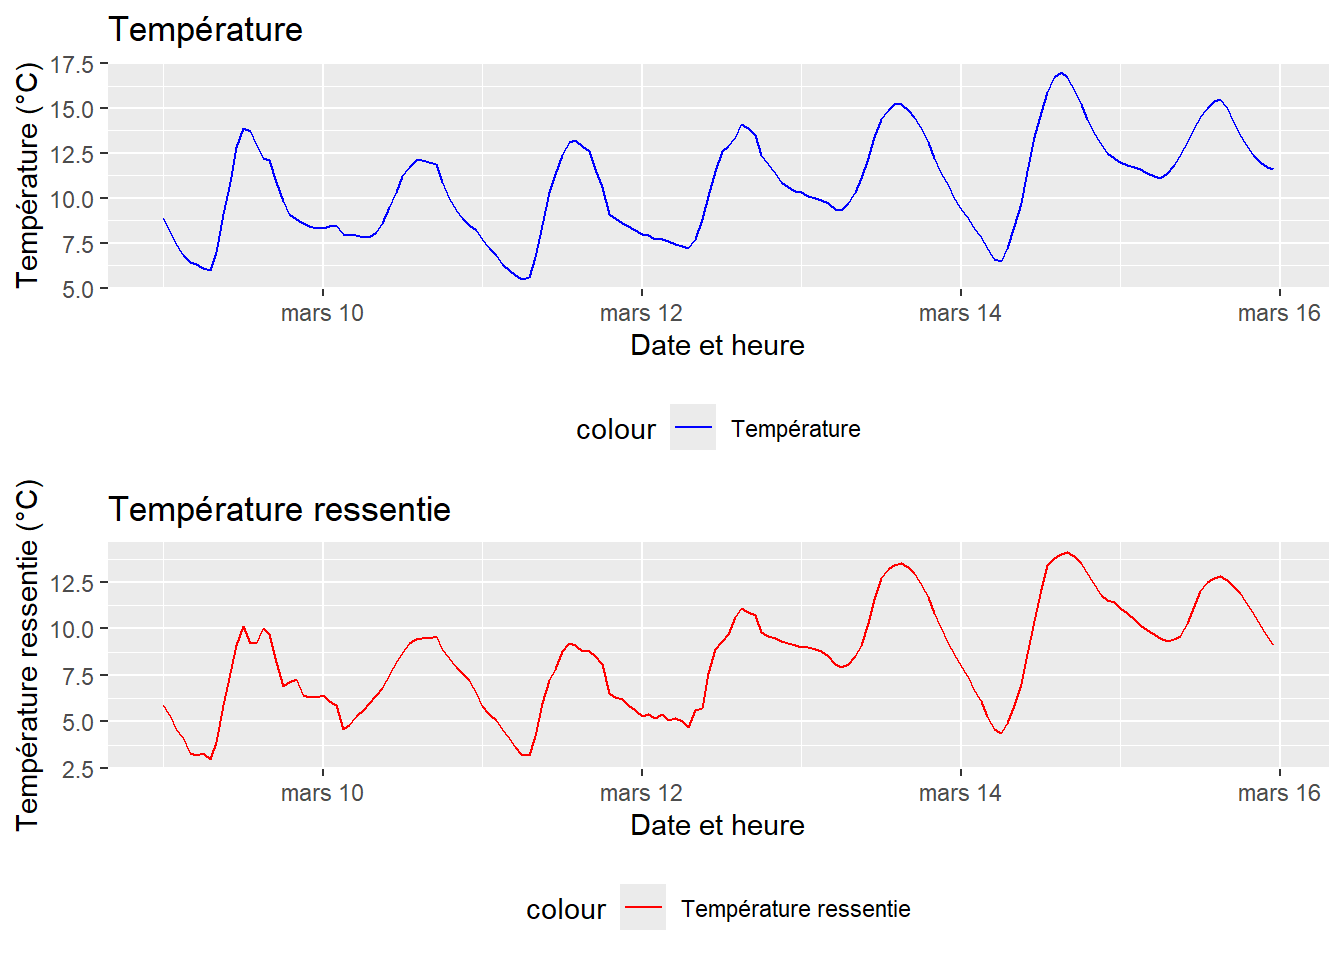 Température
Température (°C)
17.5
15.0
12.5
10.0
7.5
5.0
mars 10 mars 12 mars 14 mars 16
Date et heure
colour Température
Température ressentie
Température ressentie (°C)
12.5
10.0
7.5
5.0
2.5
mars 10 mars 12 mars 14 mars 16
Date et heure
colour Température ressentie